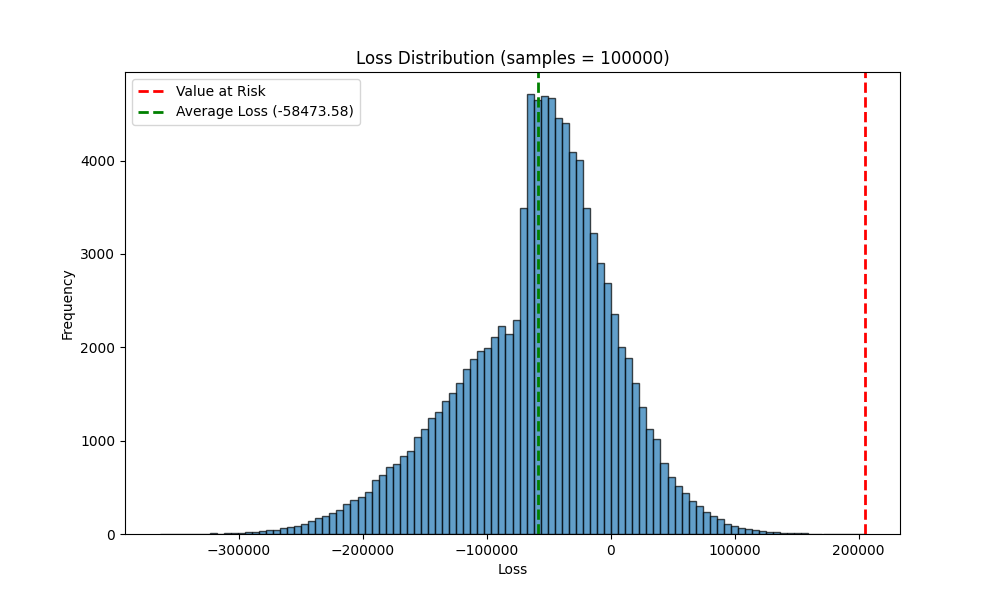 Loss Distribution (samples = 100000)
Value at Risk
Average Loss (-58473.58)
Frequency
4000
3000
2000
1000
0
−300000 −200000 −100000 0 100000 200000
Loss